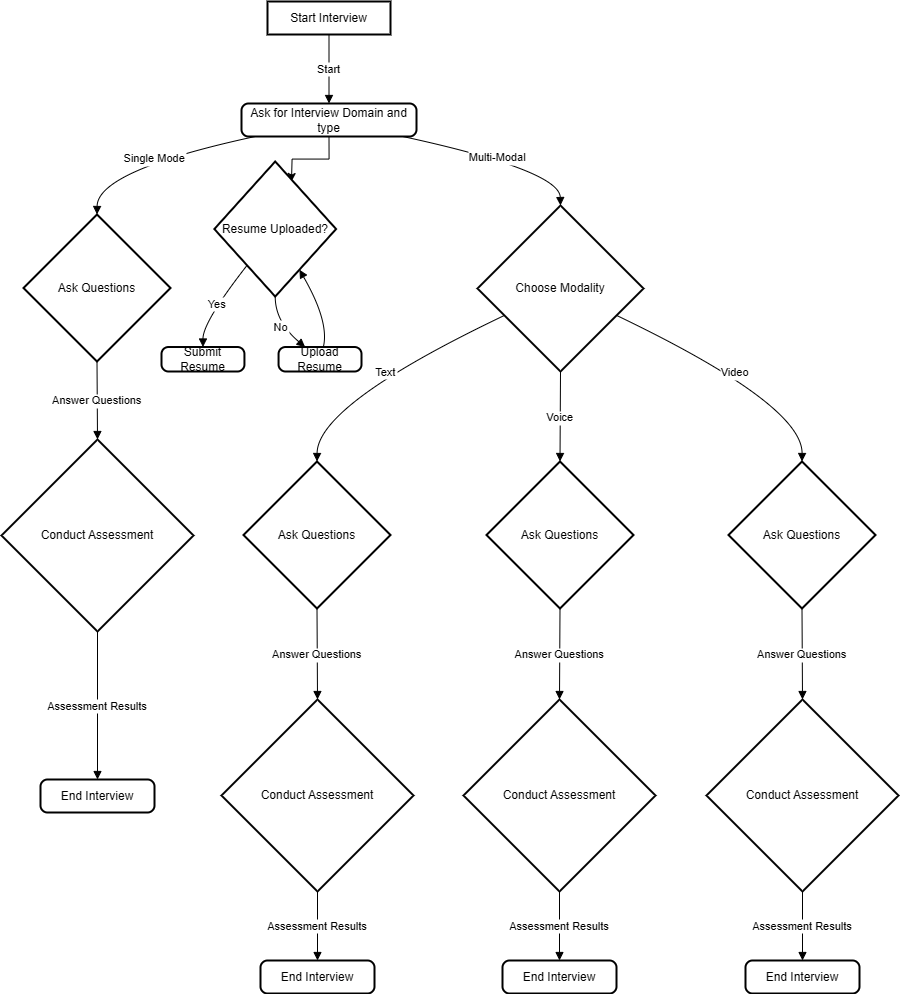 Start Interview
Start
Ask for Interview Domain and
type
Single Mode
Multi-Modal
Resume Uploaded?
Ask Questions
Choose Modality
Yes
No
Submit
Resume
Upload
Resume
Text
Video
Answer Questions
Voice
Conduct Assessment
Ask Questions
Ask Questions
Ask Questions
Answer Questions
Answer Questions
Answer Questions
Assessment Results
End Interview
Conduct Assessment
Conduct Assessment
Conduct Assessment
Assessment Results
Assessment Results
Assessment Results
End Interview
End Interview
End Interview